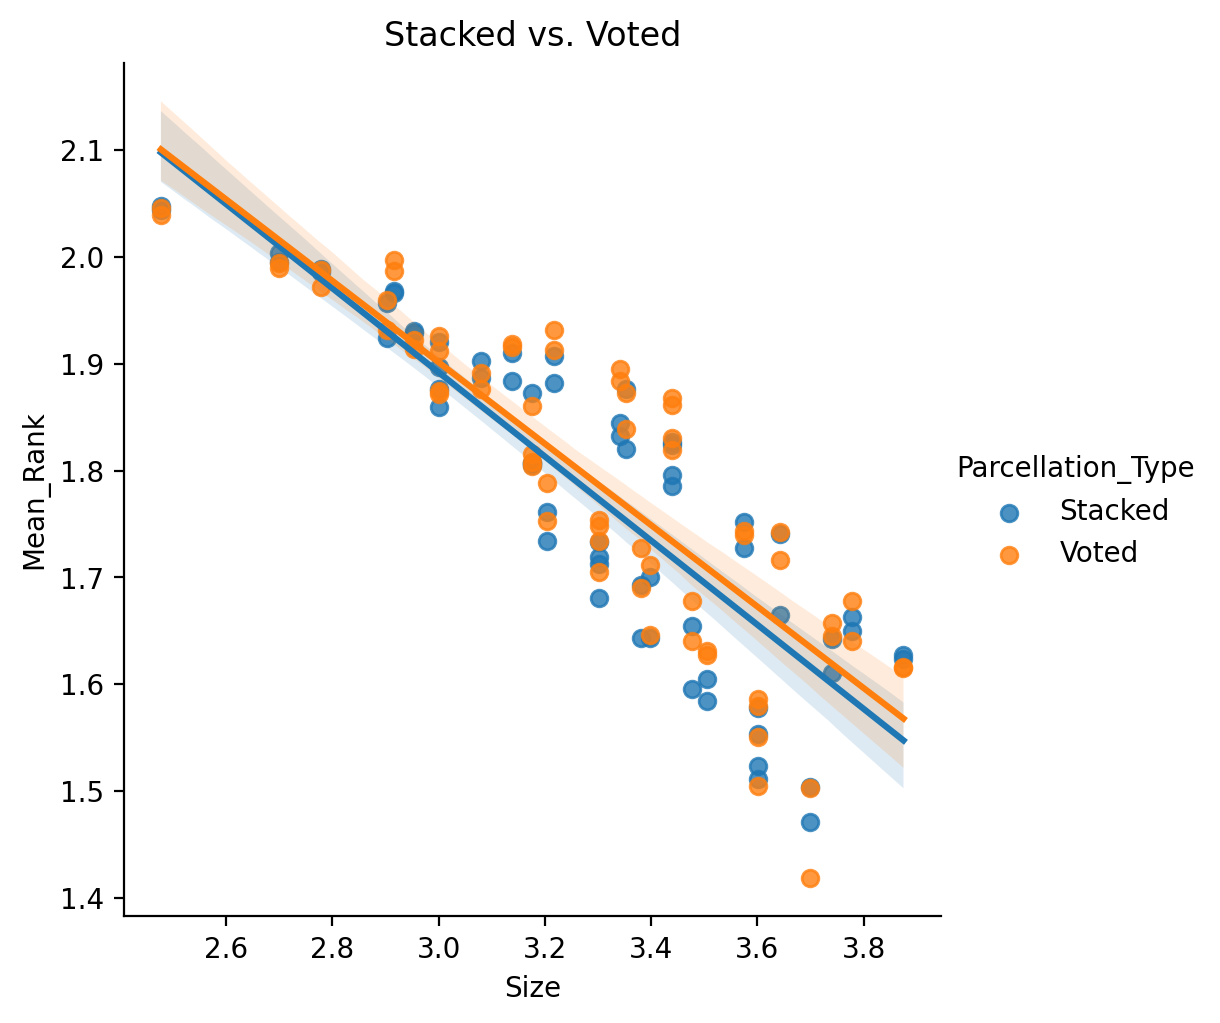 Stacked vs. Voted
2.1
2.0
1.9
1.8
1.7
1.6
1.5
1.4
Mean_Rank
2.6 2.8 3.0 3.2 3.4 3.6 3.8
Size
Parcellation_Type
Stacked
Voted